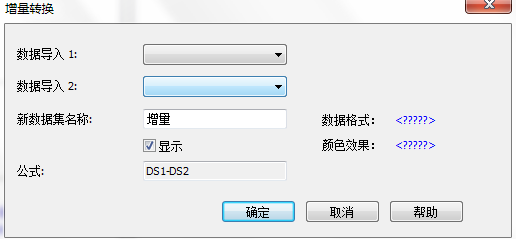 增量转换
数据导入 1:
数据导入 2:
新数据集名称: 增量 数据格式: <?????>
显示 颜色效果: <?????>
公式: DS1-DS2
确定 取消 帮助